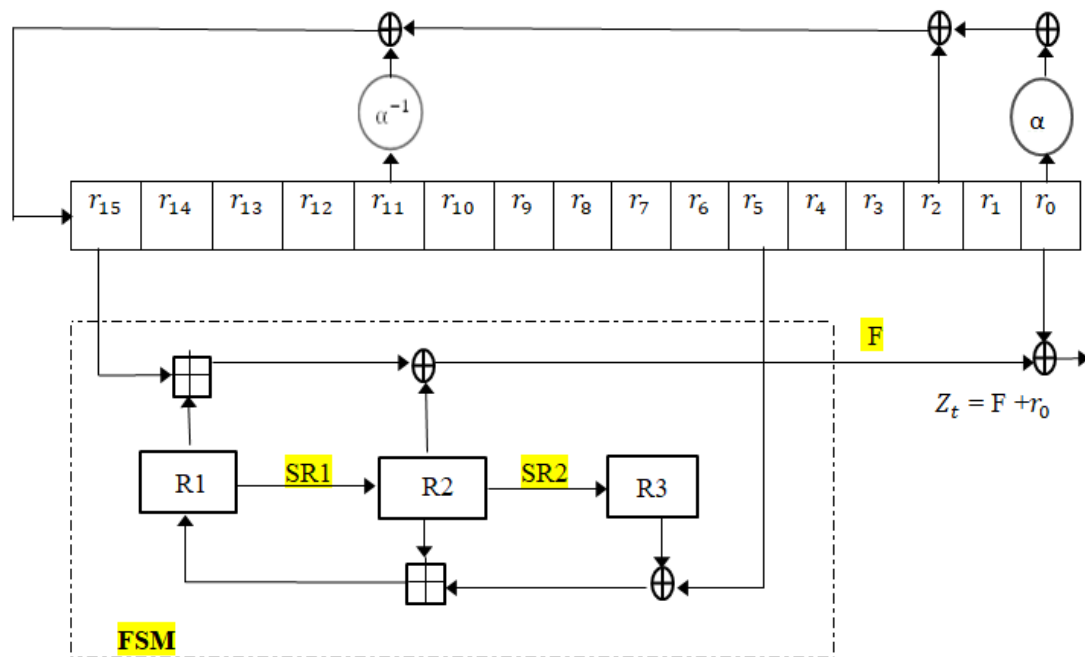 α⁻¹
α
r₁₅ r₁₄ r₁₃ r₁₂ r₁₁ r₁₀ r₉ r₈ r₇ r₆ r₅ r₄ r₃ r₂ r₁ r₀
F
Zₜ = F +r₀
R1 SR1 R2 SR2 R3
FSM